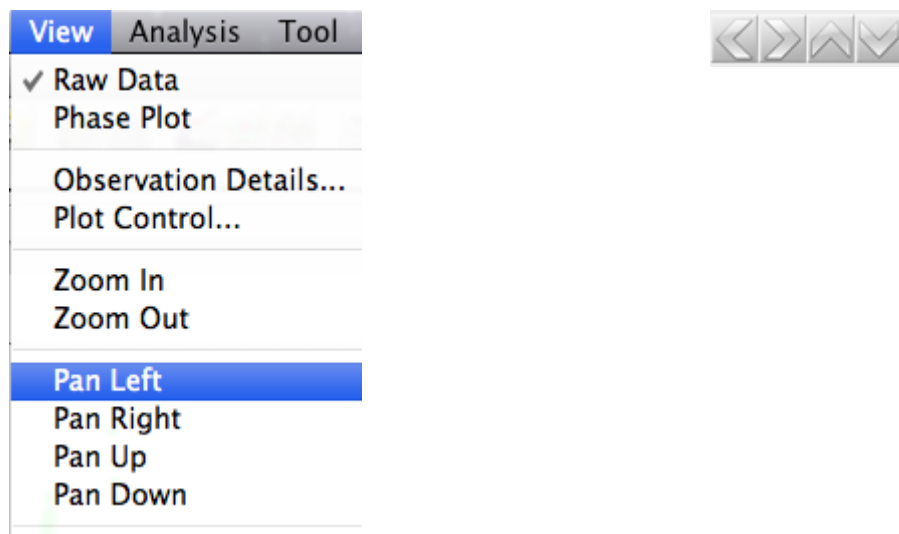 View Analysis Tool
Raw Data
Phase Plot
Observation Details...
Plot Control...
Zoom In
Zoom Out
Pan Left
Pan Right
Pan Up
Pan Down